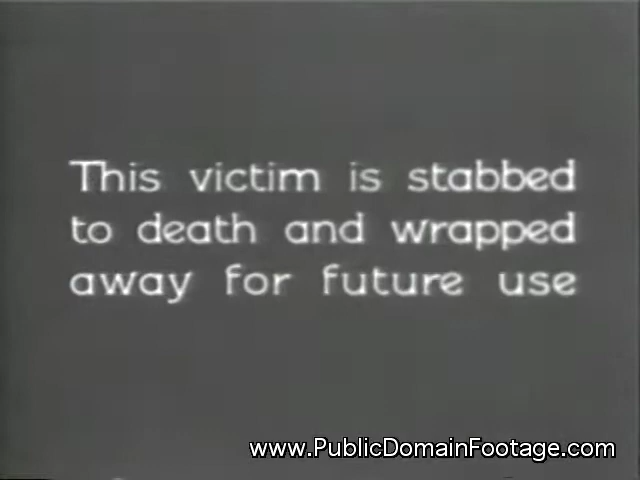 This victim is stabbed
to death and wrapped
away for future use
www.PublicDomainFootage.com